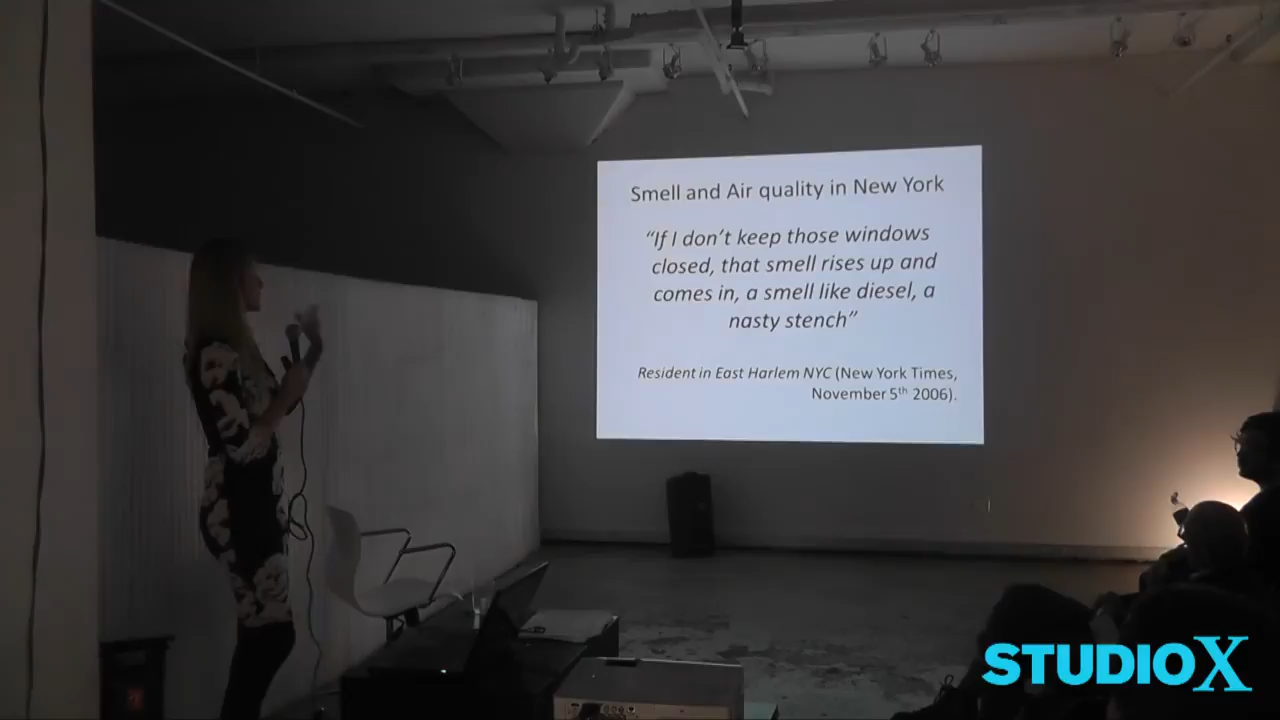 Smell and Air quality in New York
“If I don’t keep those windows
closed, that smell rises up and
comes in, a smell like diesel, a
nasty stench”
Resident in East Harlem NYC (New York Times,
November 5th 2006).
STUDIOX